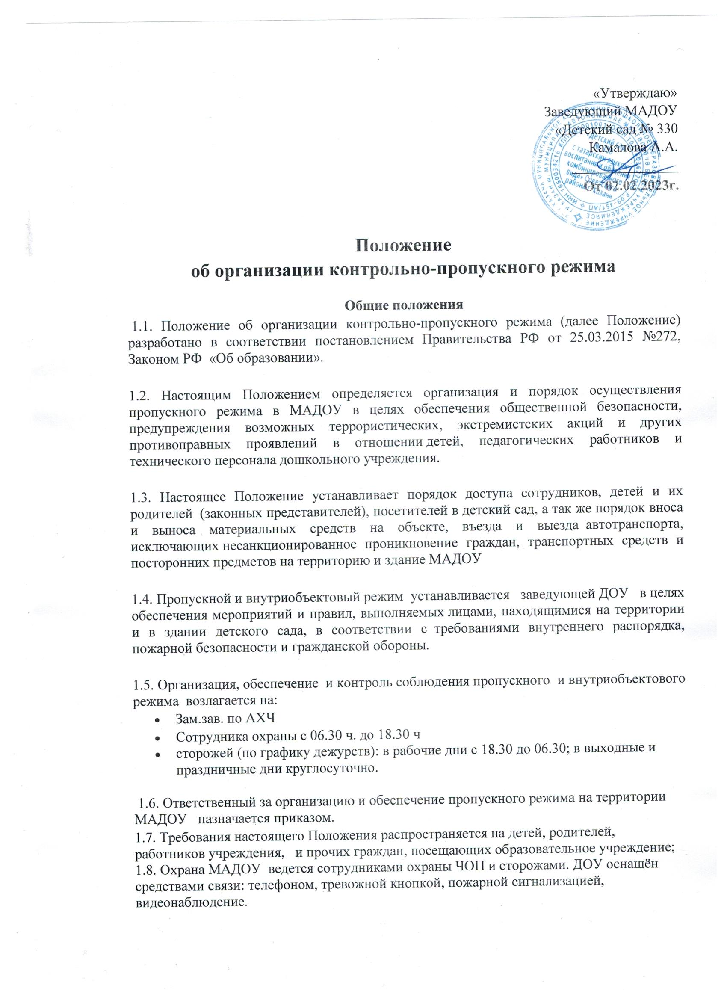 «Утверждаю»
Заведующий МАДОУ
«Детский сад № 330
Камалова А.А.
От 02.02.2023г.
Положение
об организации контрольно-пропускного режима
Общие положения
1.1. Положение об организации контрольно-пропускного режима (далее Положение)
разработано в соответствии постановлением Правительства РФ от 25.03.2015 №272,
Законом РФ «Об образовании».
1.2. Настоящим Положением определяется организация и порядок осуществления
пропускного режима в МАДОУ в целях обеспечения общественной безопасности,
предупреждения возможных террористических, экстремистских акций и других
противоправных проявлений в отношении детей, педагогических работников и
технического персонала дошкольного учреждения.
1.3. Настоящее Положение устанавливает порядок доступа сотрудников, детей и их
родителей (законных представителей), посетителей в детский сад, а так же порядок вноса
и выноса материальных средств на объекте, въезда и выезда автотранспорта,
исключающих несанкционированное проникновение граждан, транспортных средств и
посторонних предметов на территорию и здание МАДОУ
1.4. Пропускной и внутриобъектовый режим устанавливается заведующей ДОУ в целях
обеспечения мероприятий и правил, выполняемых лицами, находящимися на территории
и в здании детского сада, в соответствии с требованиями внутреннего распорядка,
пожарной безопасности и гражданской обороны.
1.5. Организация, обеспечение и контроль соблюдения пропускного и внутриобъектового
режима возлагается на:
• Зам.зав. по АХЧ
• Сотрудника охраны с 06.30 ч. до 18.30 ч
• сторожей (по графику дежурств): в рабочие дни с 18.30 до 06.30; в выходные и
праздничные дни круглосуточно.
1.6. Ответственный за организацию и обеспечение пропускного режима на территории
МАДОУ назначается приказом.
1.7. Требования настоящего Положения распространяется на детей, родителей,
работников учреждения, и прочих граждан, посещающих образовательное учреждение;
1.8. Охрана МАДОУ ведется сотрудниками охраны ЧОП и сторожами. ДОУ оснащён
средствами связи: телефоном, тревожной кнопкой, пожарной сигнализацией,
видеонаблюдение.